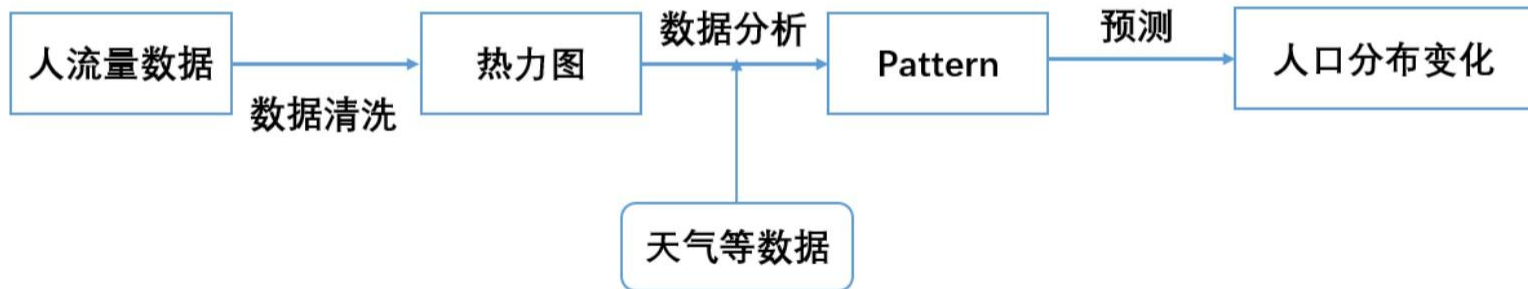 人流量数据
数据清洗
热力图
数据分析
Pattern
预测
人口分布变化
天气等数据